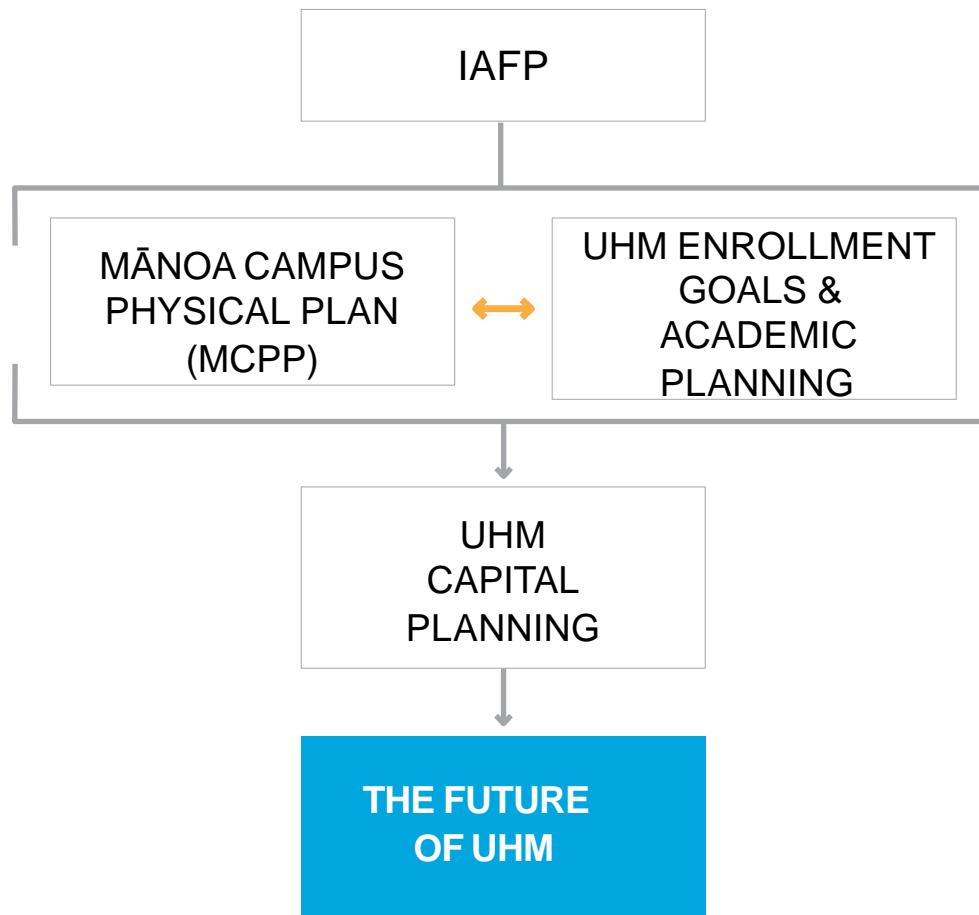 IAFP
MĀNOA CAMPUS
PHYSICAL PLAN
(MCPP)
UHM ENROLLMENT
GOALS &
ACADEMIC
PLANNING
UHM
CAPITAL
PLANNING
THE FUTURE
OF UHM